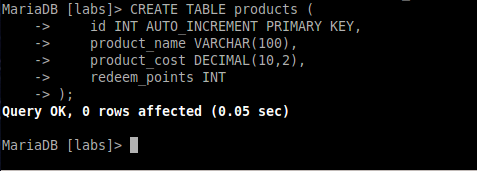 MariaDB [labs]> CREATE TABLE products (
    ->     id INT AUTO_INCREMENT PRIMARY KEY,
    ->     product_name VARCHAR(100),
    ->     product_cost DECIMAL(10,2),
    ->     redeem_points INT
    -> );
Query OK, 0 rows affected (0.05 sec)
MariaDB [labs]>